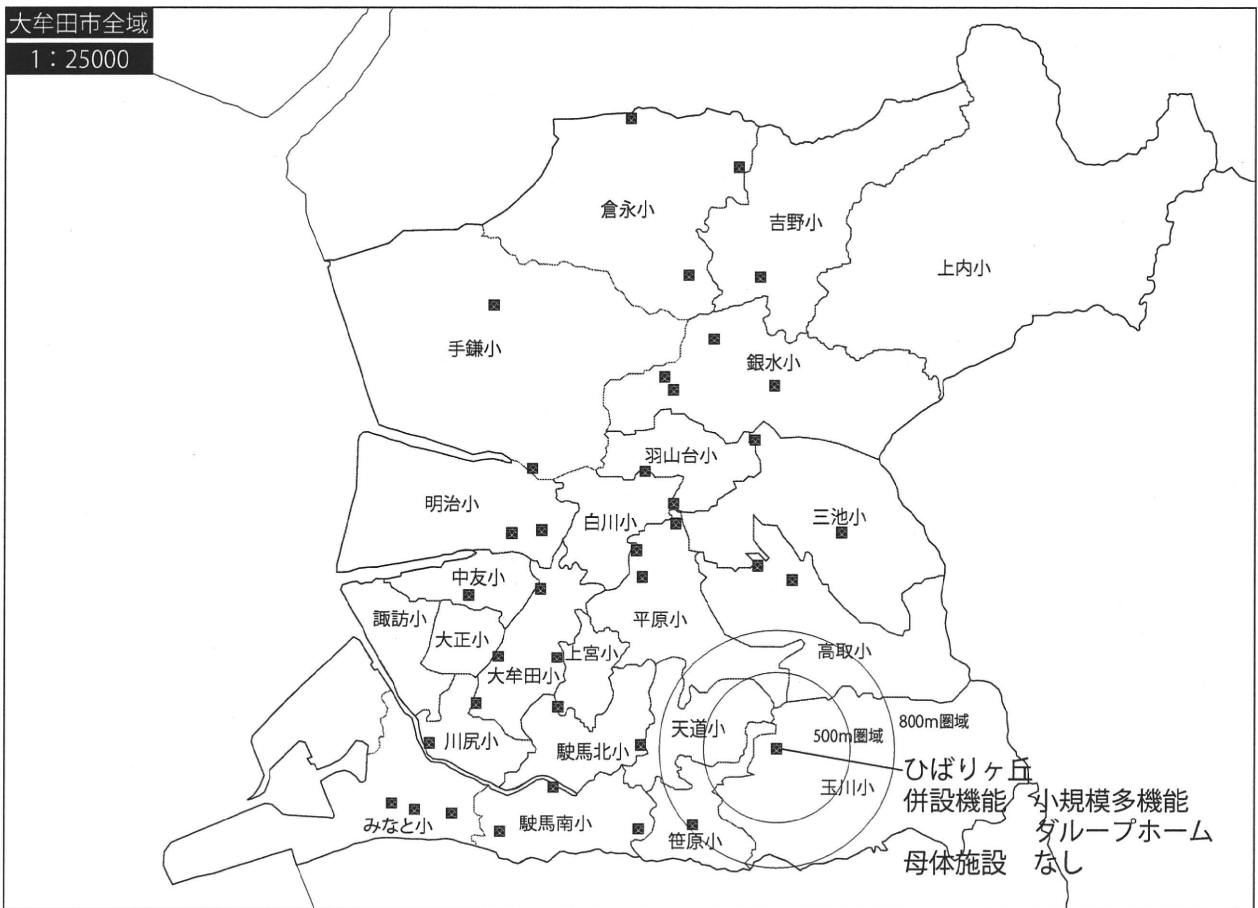 大牟田市全域
1：25000
倉永小
吉野小
上内小
手鎌小
銀水小
羽山台小
明治小
白川小
三池小
中友小
諏訪小
大正小
平原小
上宮小
大牟田小
高取小
天道小
800m圏域
500m圏域
川尻小
駛馬北小
ひばりヶ丘
玉川小
併設機能 小規模多機能
グループホーム
みなと小
駛馬南小
笹原小
母体施設 なし